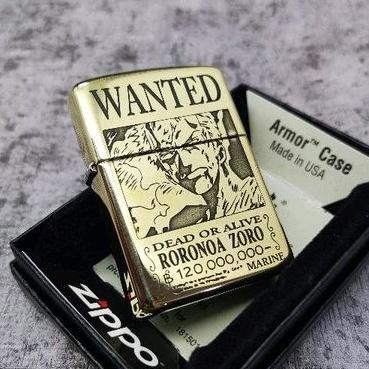 WANTED
DEAD OR ALIVE
RORONOA ZORO
฿ 120,000,000-
MARINE
Armor™ Case
Made in USA
zippo